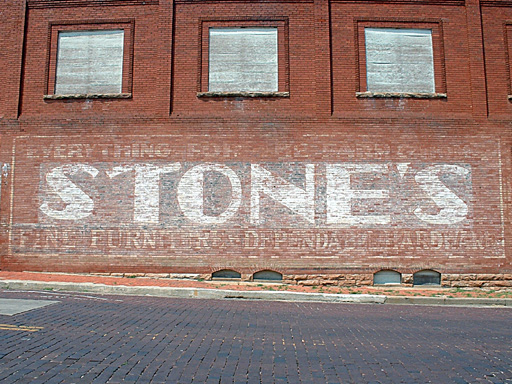 EVERYTHING FOR
STONE'S
FINE FURNITURE & DEPENDABLE HARDWARE